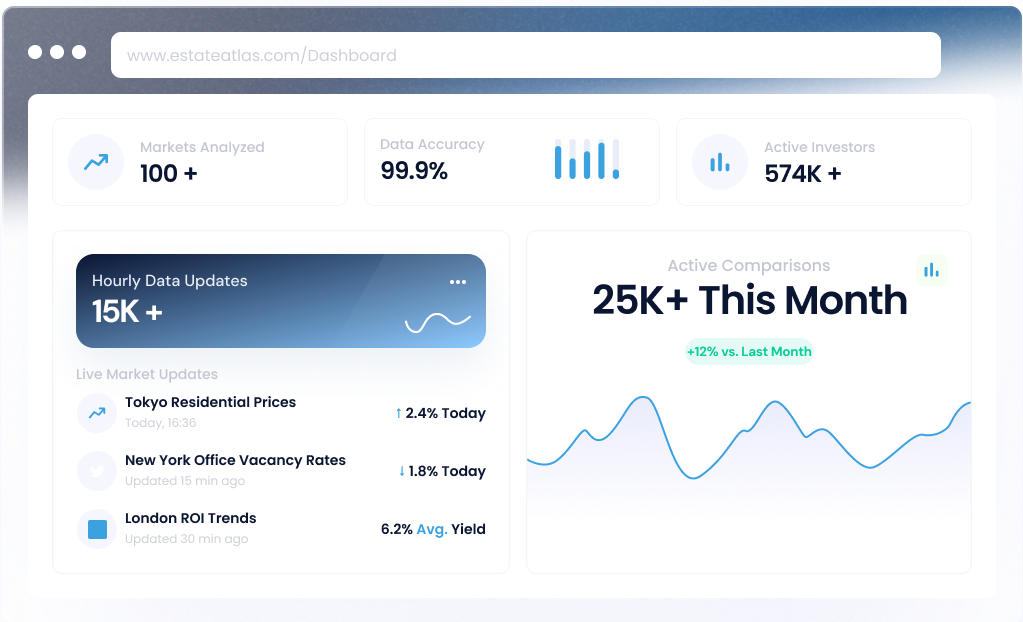 www.estateatlas.com/Dashboard
Markets Analyzed
100 +
Data Accuracy
99.9%
Active Investors
574K +
Hourly Data Updates
15K +
Live Market Updates
Tokyo Residential Prices
Today, 16:36
↑ 2.4% Today
New York Office Vacancy Rates
Updated 15 min ago
↓ 1.8% Today
London ROI Trends
Updated 30 min ago
6.2% Avg. Yield
Active Comparisons
25K+ This Month
+12% vs. Last Month